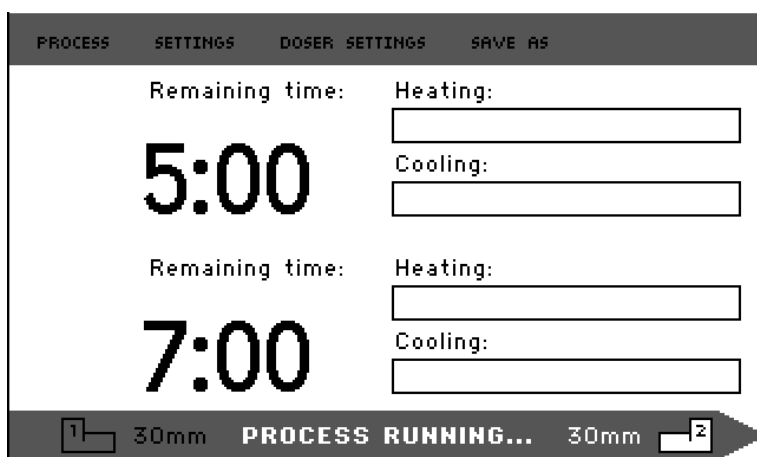 PROCESS SETTINGS DOSER SETTINGS SAVE AS
Remaining time: Heating:
5:00
Cooling:
Remaining time: Heating:
7:00
Cooling:
1 30mm PROCESS RUNNING... 30mm 2